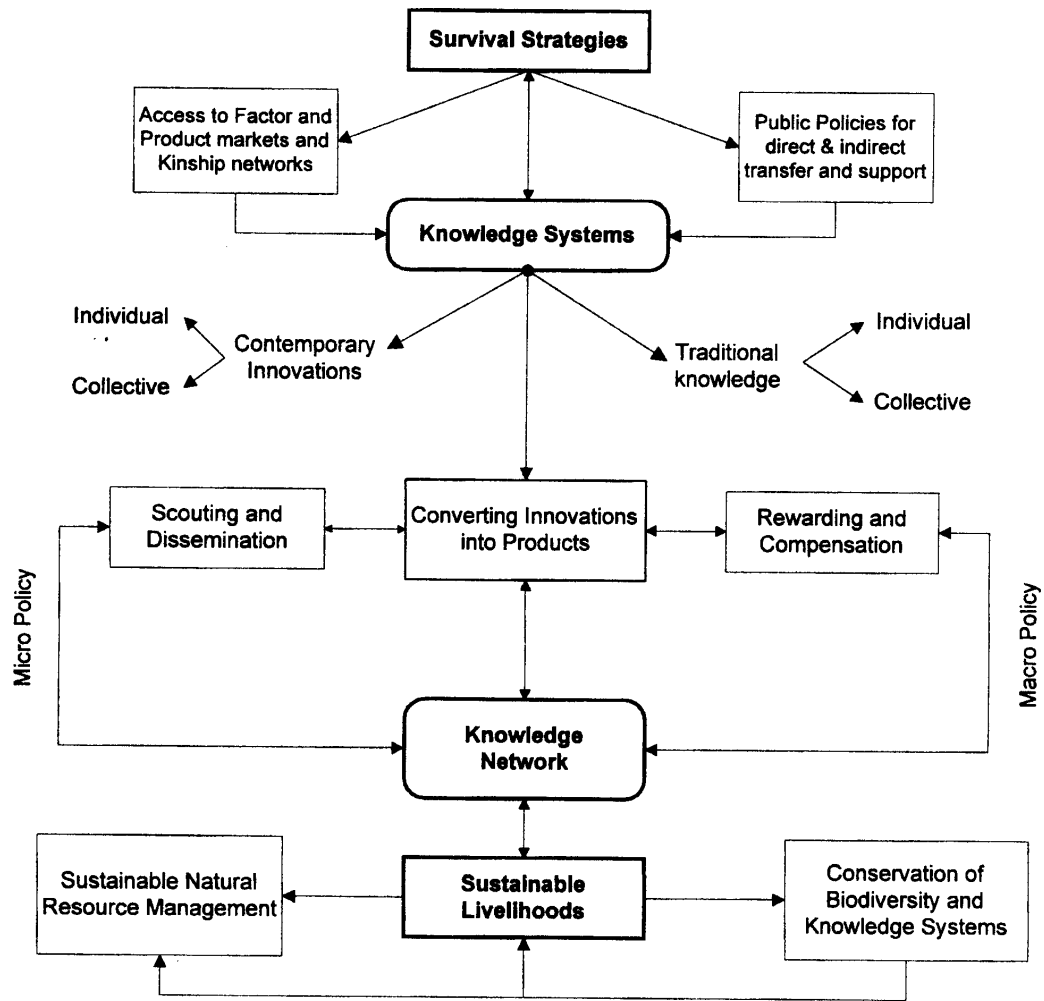 Survival Strategies
Access to Factor and
Product markets and
Kinship networks
Public Policies for
direct & indirect
transfer and support
Knowledge Systems
Individual
Collective
Contemporary
Innovations
Traditional
knowledge
Individual
Collective
Scouting and
Dissemination
Converting Innovations
into Products
Rewarding and
Compensation
Micro Policy
Macro Policy
Knowledge
Network
Sustainable Natural
Resource Management
Sustainable
Livelihoods
Conservation of
Biodiversity and
Knowledge Systems